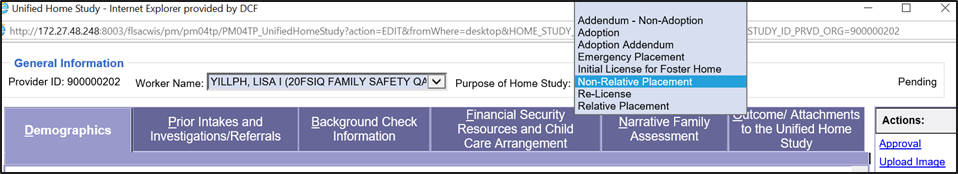 Unified Home Study - Internet Explorer provided by DCF
http://172.27.48.248:8003/flsacwis/pm/pm04tp/PM04TP_UnifiedHomeStudy?action=EDIT&fromWhere=desktop&HOME_STUDY_
STUDY_ID_PRVD_ORG=900000202
General Information
Provider ID: 900000202
Worker Name:
YILLPH, LISA I (20FSIQ FAMILY SAFETY QA
Purpose of Home Study:
Addendum - Non-Adoption
Adoption
Adoption Addendum
Emergency Placement
Initial License for Foster Home
Non-Relative Placement
Re-License
Relative Placement
Pending
Demographics
Prior Intakes and
Investigations/Referrals
Background Check
Information
Financial Security
Resources and Child
Care Arrangement
Narrative Family
Assessment
Outcome/ Attachments
to the Unified Home
Study
Actions:
Approval
Upload Image